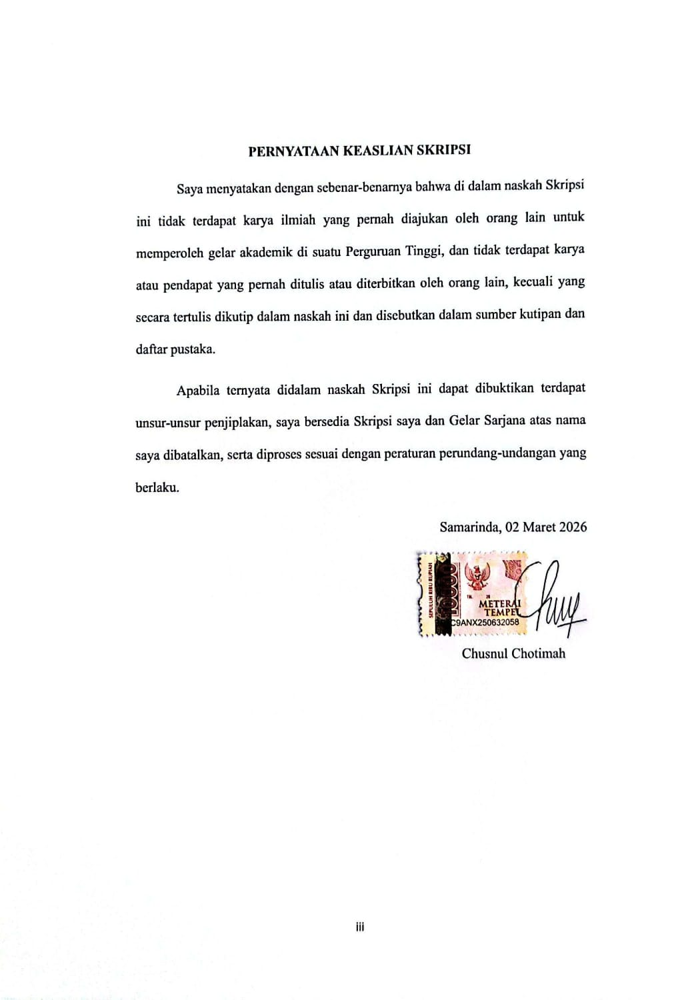 PERNYATAAN KEASLIAN SKRIPSI
Saya menyatakan dengan sebenar-benarnya bahwa di dalam naskah Skripsi
ini tidak terdapat karya ilmiah yang pernah diajukan oleh orang lain untuk
memperoleh gelar akademik di suatu Perguruan Tinggi, dan tidak terdapat karya
atau pendapat yang pernah ditulis atau diterbitkan oleh orang lain, kecuali yang
secara tertulis dikutip dalam naskah ini dan disebutkan dalam sumber kutipan dan
daftar pustaka.
Apabila ternyata didalam naskah Skripsi ini dapat dibuktikan terdapat
unsur-unsur penjiplakan, saya bersedia Skripsi saya dan Gelar Sarjana atas nama
saya dibatalkan, serta diproses sesuai dengan peraturan perundang-undangan yang
berlaku.
Samarinda, 02 Maret 2026
SEPULUH RIBU RUPIAH
10000
TGL. 20
METERAI
TEMPEL
C9ANX250632058
Chusnul Chotimah
iii